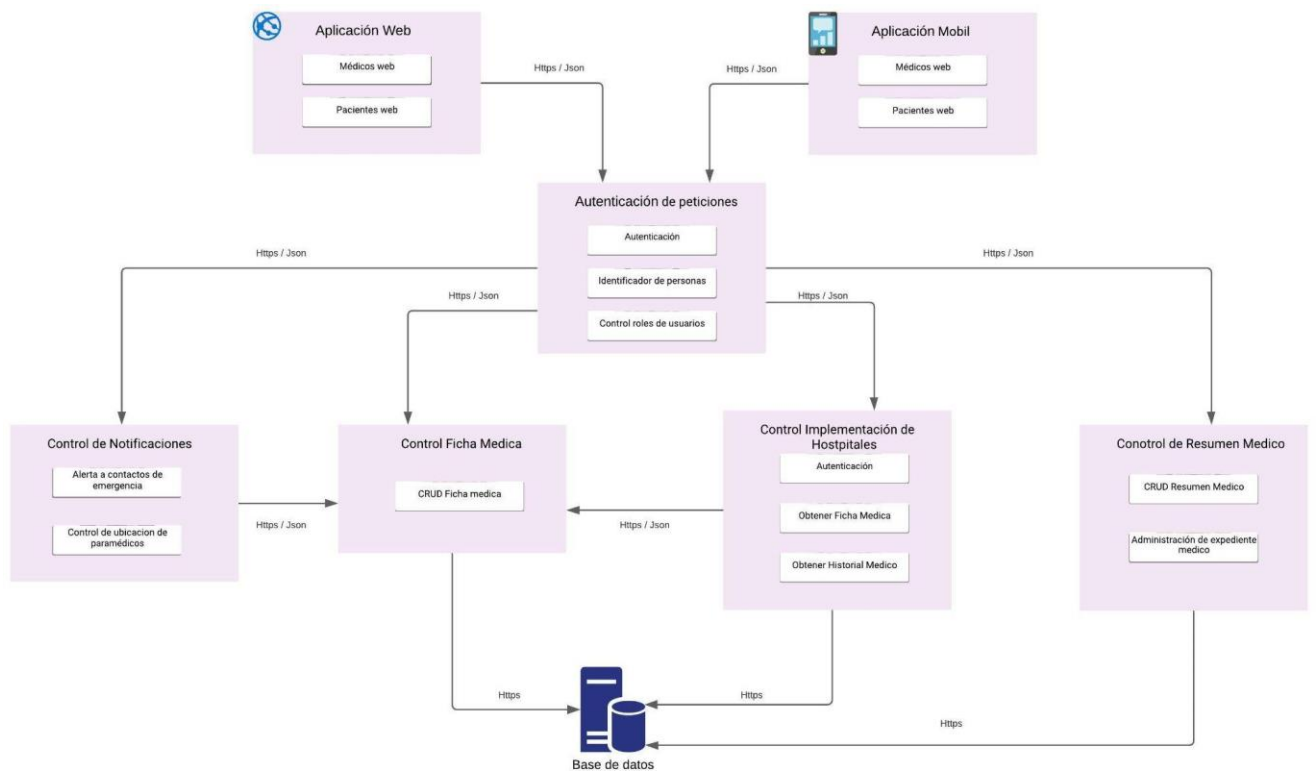 Aplicación Web
Médicos web
Pacientes web
Https / Json
Https / Json
Aplicación Mobil
Médicos web
Pacientes web
Autenticación de peticiones
Autenticación
Identificador de personas
Control roles de usuarios
Https / Json
Https / Json
Https / Json
Https / Json
Control de Notificaciones
Alerta a contactos de
emergencia
Control de ubicacion de
paramédicos
Https / Json
Control Ficha Medica
CRUD Ficha medica
Https / Json
Control Implementación de
Hostpitales
Autenticación
Obtener Ficha Medica
Obtener Historial Medico
Conotrol de Resumen Medico
CRUD Resumen Medico
Administración de expediente
medico
Https
Https
Https
Base de datos